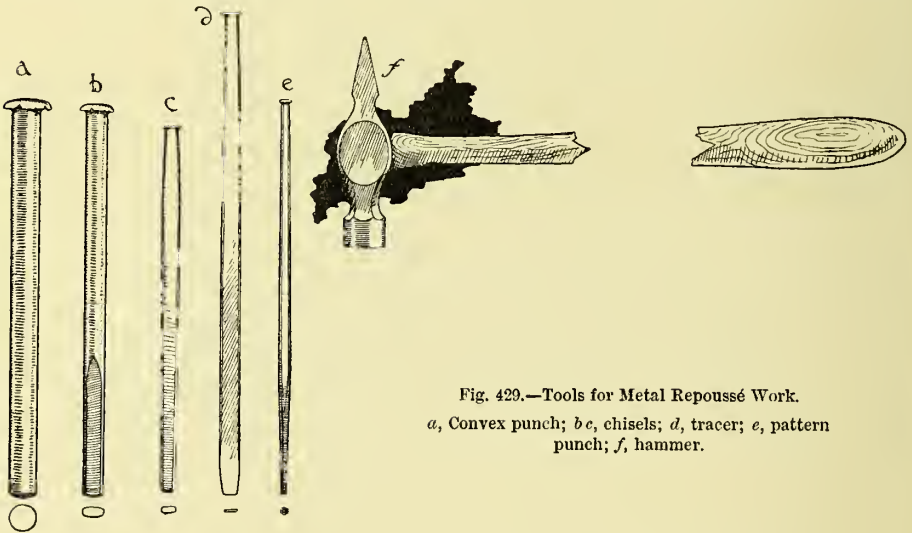 a
b
c
d
e
f
Fig. 429.—Tools for Metal Repoussé Work.
a, Convex punch; b c, chisels; d, tracer; e, pattern
punch; f, hammer.